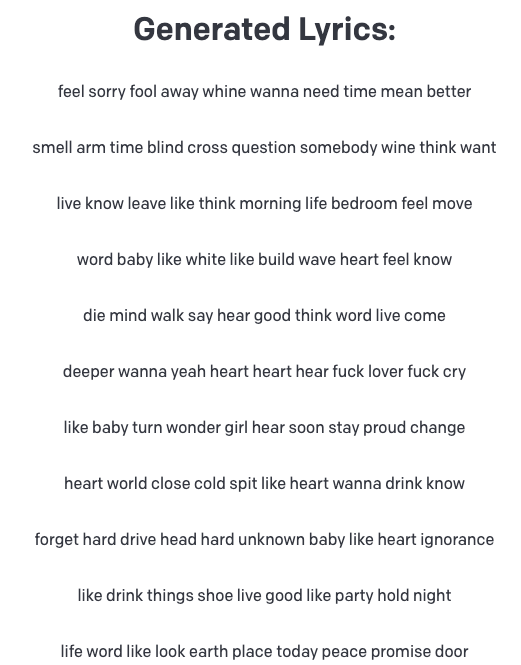 Generated Lyrics:
feel sorry fool away whine wanna need time mean better
smell arm time blind cross question somebody wine think want
live know leave like think morning life bedroom feel move
word baby like white like build wave heart feel know
die mind walk say hear good think word live come
deeper wanna yeah heart heart hear fuck lover fuck cry
like baby turn wonder girl hear soon stay proud change
heart world close cold spit like heart wanna drink know
forget hard drive head hard unknown baby like heart ignorance
like drink things shoe live good like party hold night
life word like look earth place today peace promise door